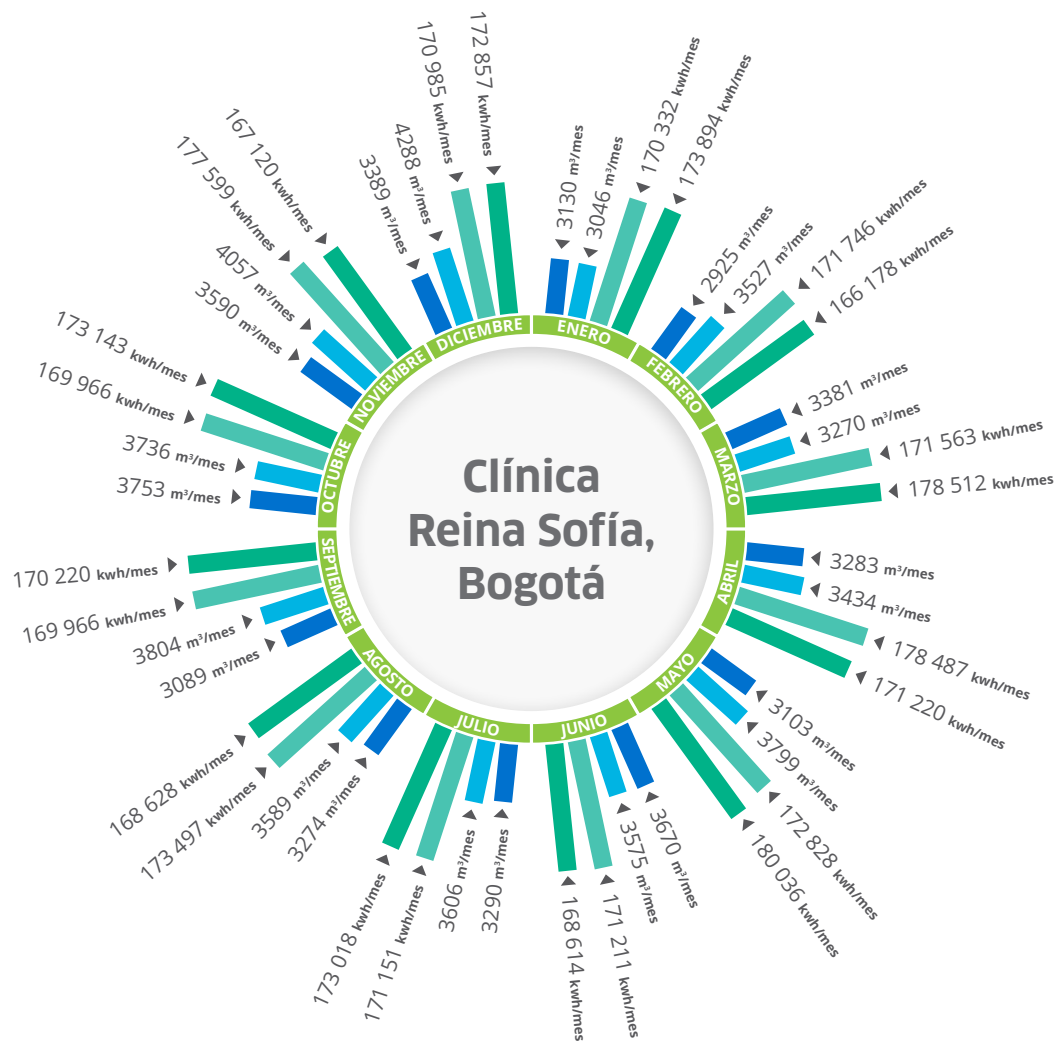 Clínica
Reina Sofía,
Bogotá
ENERO
3130 m³/mes
3046 m³/mes
170 332 kwh/mes
173 894 kwh/mes
FEBRERO
2925 m³/mes
3527 m³/mes
171 746 kwh/mes
166 178 kwh/mes
MARZO
3381 m³/mes
3270 m³/mes
171 563 kwh/mes
178 512 kwh/mes
ABRIL
3283 m³/mes
3434 m³/mes
178 487 kwh/mes
171 220 kwh/mes
MAYO
3103 m³/mes
3799 m³/mes
172 828 kwh/mes
180 036 kwh/mes
JUNIO
3670 m³/mes
3575 m³/mes
171 211 kwh/mes
168 614 kwh/mes
JULIO
3290 m³/mes
3606 m³/mes
171 151 kwh/mes
173 018 kwh/mes
AGOSTO
3274 m³/mes
3589 m³/mes
173 497 kwh/mes
168 628 kwh/mes
SEPTIEMBRE
3089 m³/mes
3804 m³/mes
169 966 kwh/mes
170 220 kwh/mes
OCTUBRE
3753 m³/mes
3736 m³/mes
169 966 kwh/mes
173 143 kwh/mes
NOVIEMBRE
3590 m³/mes
4057 m³/mes
177 599 kwh/mes
167 120 kwh/mes
DICIEMBRE
3389 m³/mes
4288 m³/mes
170 985 kwh/mes
172 857 kwh/mes